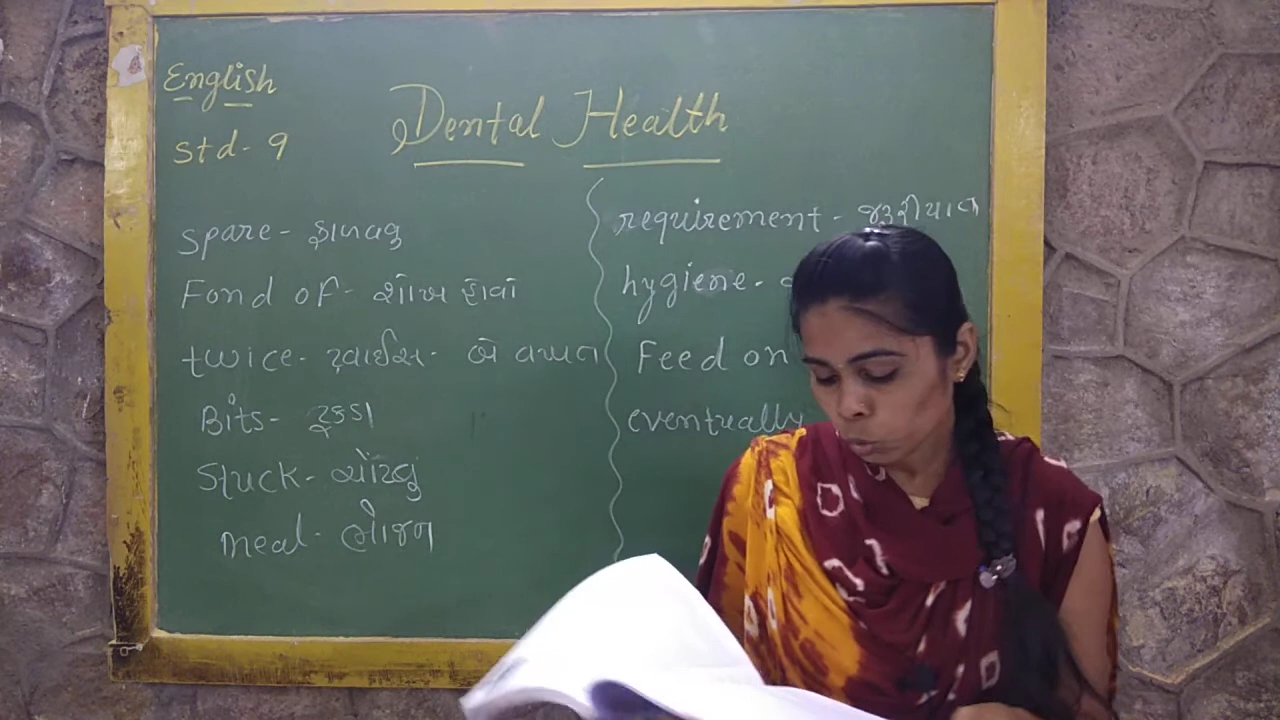 English
Std-9
Dental Health
spare- ફાજલ
Fond of- શોખ હોવો
twice- ટ્વાઈસ- બે વખત
Bits- ટુકડા
Stuck- ચોંટવું
meal- ભોજન
requirement - જરૂરીયાત
hygiene-
Feed on
eventually